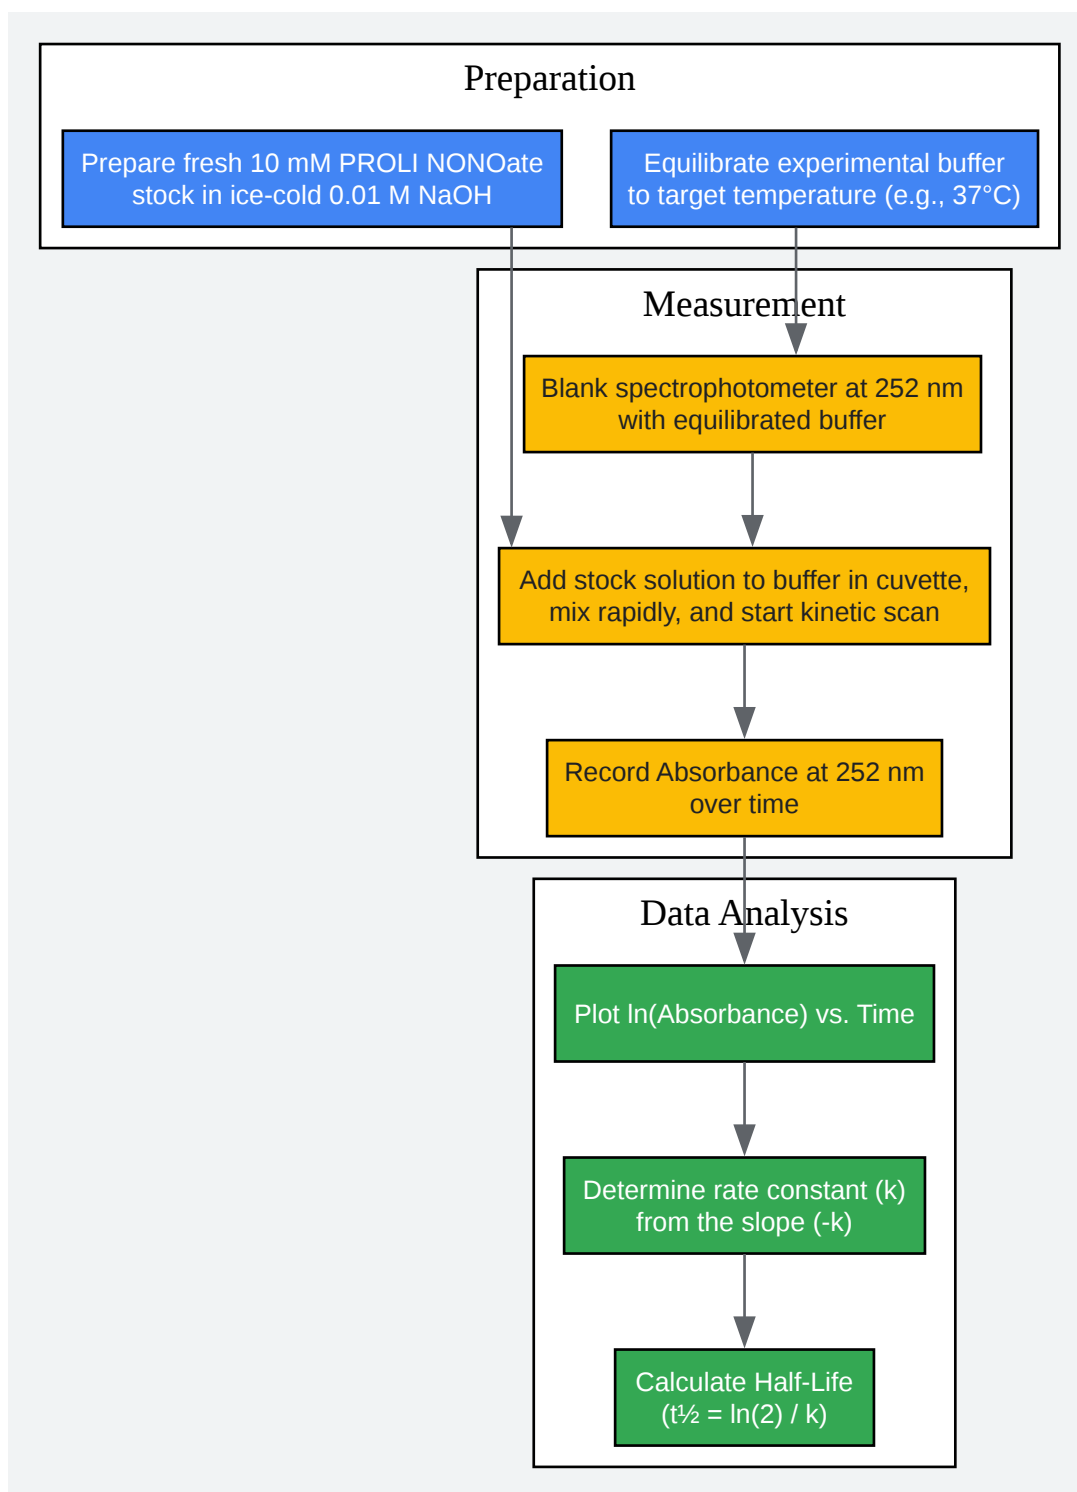 Preparation
Prepare fresh 10 mM PROLI NONOate
stock in ice-cold 0.01 M NaOH
Equilibrate experimental buffer
to target temperature (e.g., 37°C)
Measurement
Blank spectrophotometer at 252 nm
with equilibrated buffer
Add stock solution to buffer in cuvette,
mix rapidly, and start kinetic scan
Record Absorbance at 252 nm
over time
Data Analysis
Plot ln(Absorbance) vs. Time
Determine rate constant (k)
from the slope (-k)
Calculate Half-Life
(t½ = ln(2) / k)